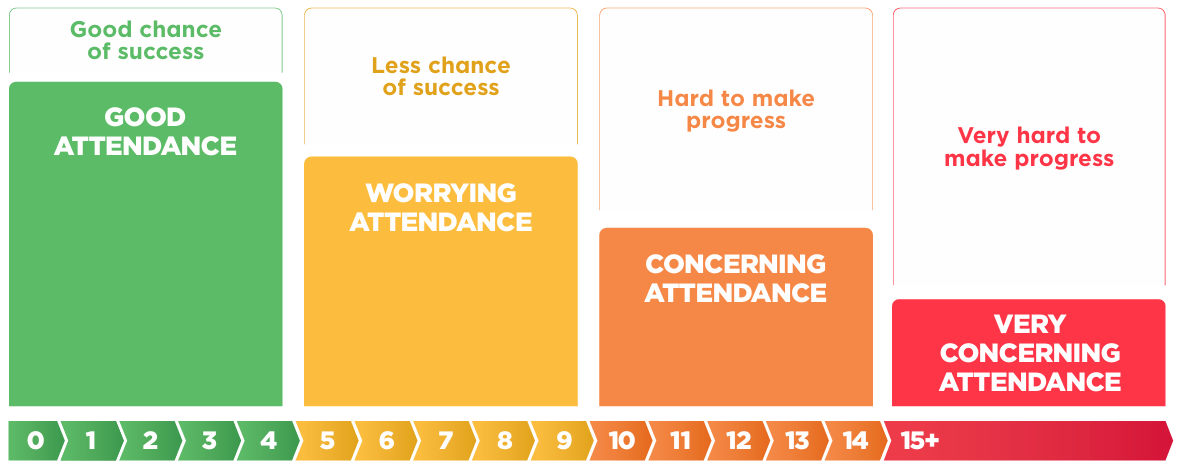 Good chance
of success
GOOD
ATTENDANCE
Less chance
of success
WORRYING
ATTENDANCE
Hard to make
progress
CONCERNING
ATTENDANCE
Very hard to
make progress
VERY
CONCERNING
ATTENDANCE
0 1 2 3 4 5 6 7 8 9 10 11 12 13 14 15+